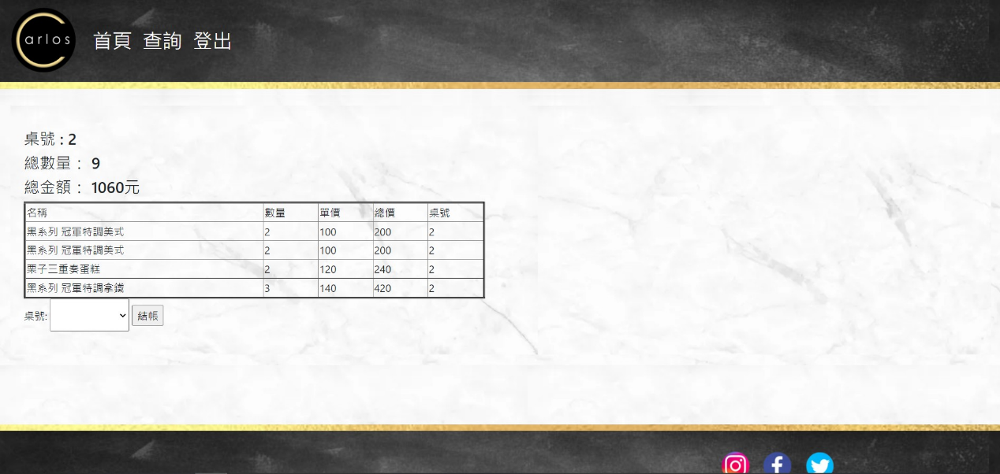 arlos
首頁 查詢 登出
桌號 : 2
總數量： 9
總金額： 1060元
名稱 數量 單價 總價 桌號
黑系列 冠軍特調美式 2 100 200 2
黑系列 冠軍特調美式 2 100 200 2
栗子三重奏蛋糕 2 120 240 2
黑系列 冠軍特調拿鐵 3 140 420 2
桌號: 結帳